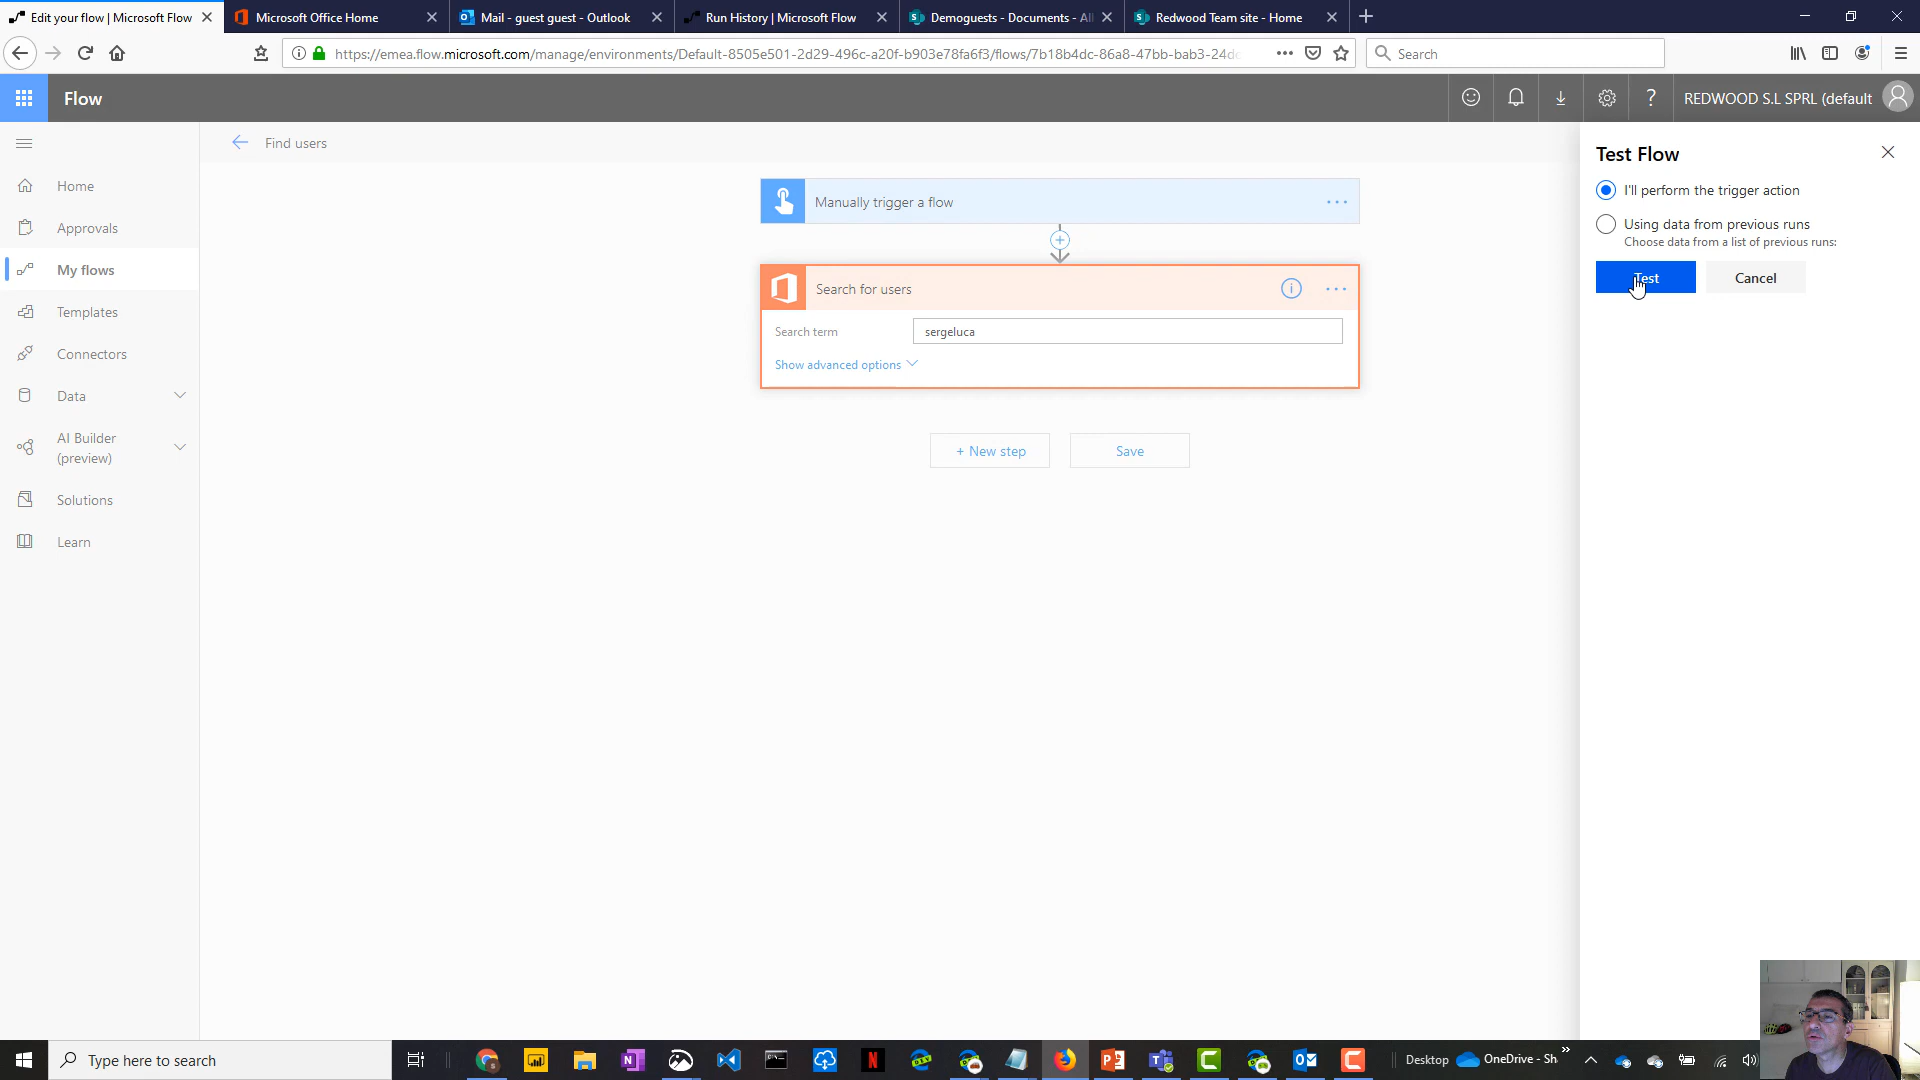 Edit your flow | Microsoft Flow
Microsoft Office Home
Mail - guest guest - Outlook
Run History | Microsoft Flow
Demoguests - Documents - All
Redwood Team site - Home
https://emea.flow.microsoft.com/manage/environments/Default-8505e501-2d29-496c-a20f-b903e78fa6f3/flows/7b18b4dc-86a8-47bb-bab3-24d
Search
Flow
?
REDWOOD S.L SPRL (default
Find users
Home
Approvals
My flows
Templates
Connectors
Data
AI Builder
(preview)
Solutions
Learn
Manually trigger a flow
Search for users
Search term
sergeluca
Show advanced options
+ New step
Save
Test Flow
I'll perform the trigger action
Using data from previous runs
Choose data from a list of previous runs:
Test
Cancel
Type here to search
Desktop
OneDrive - Sh